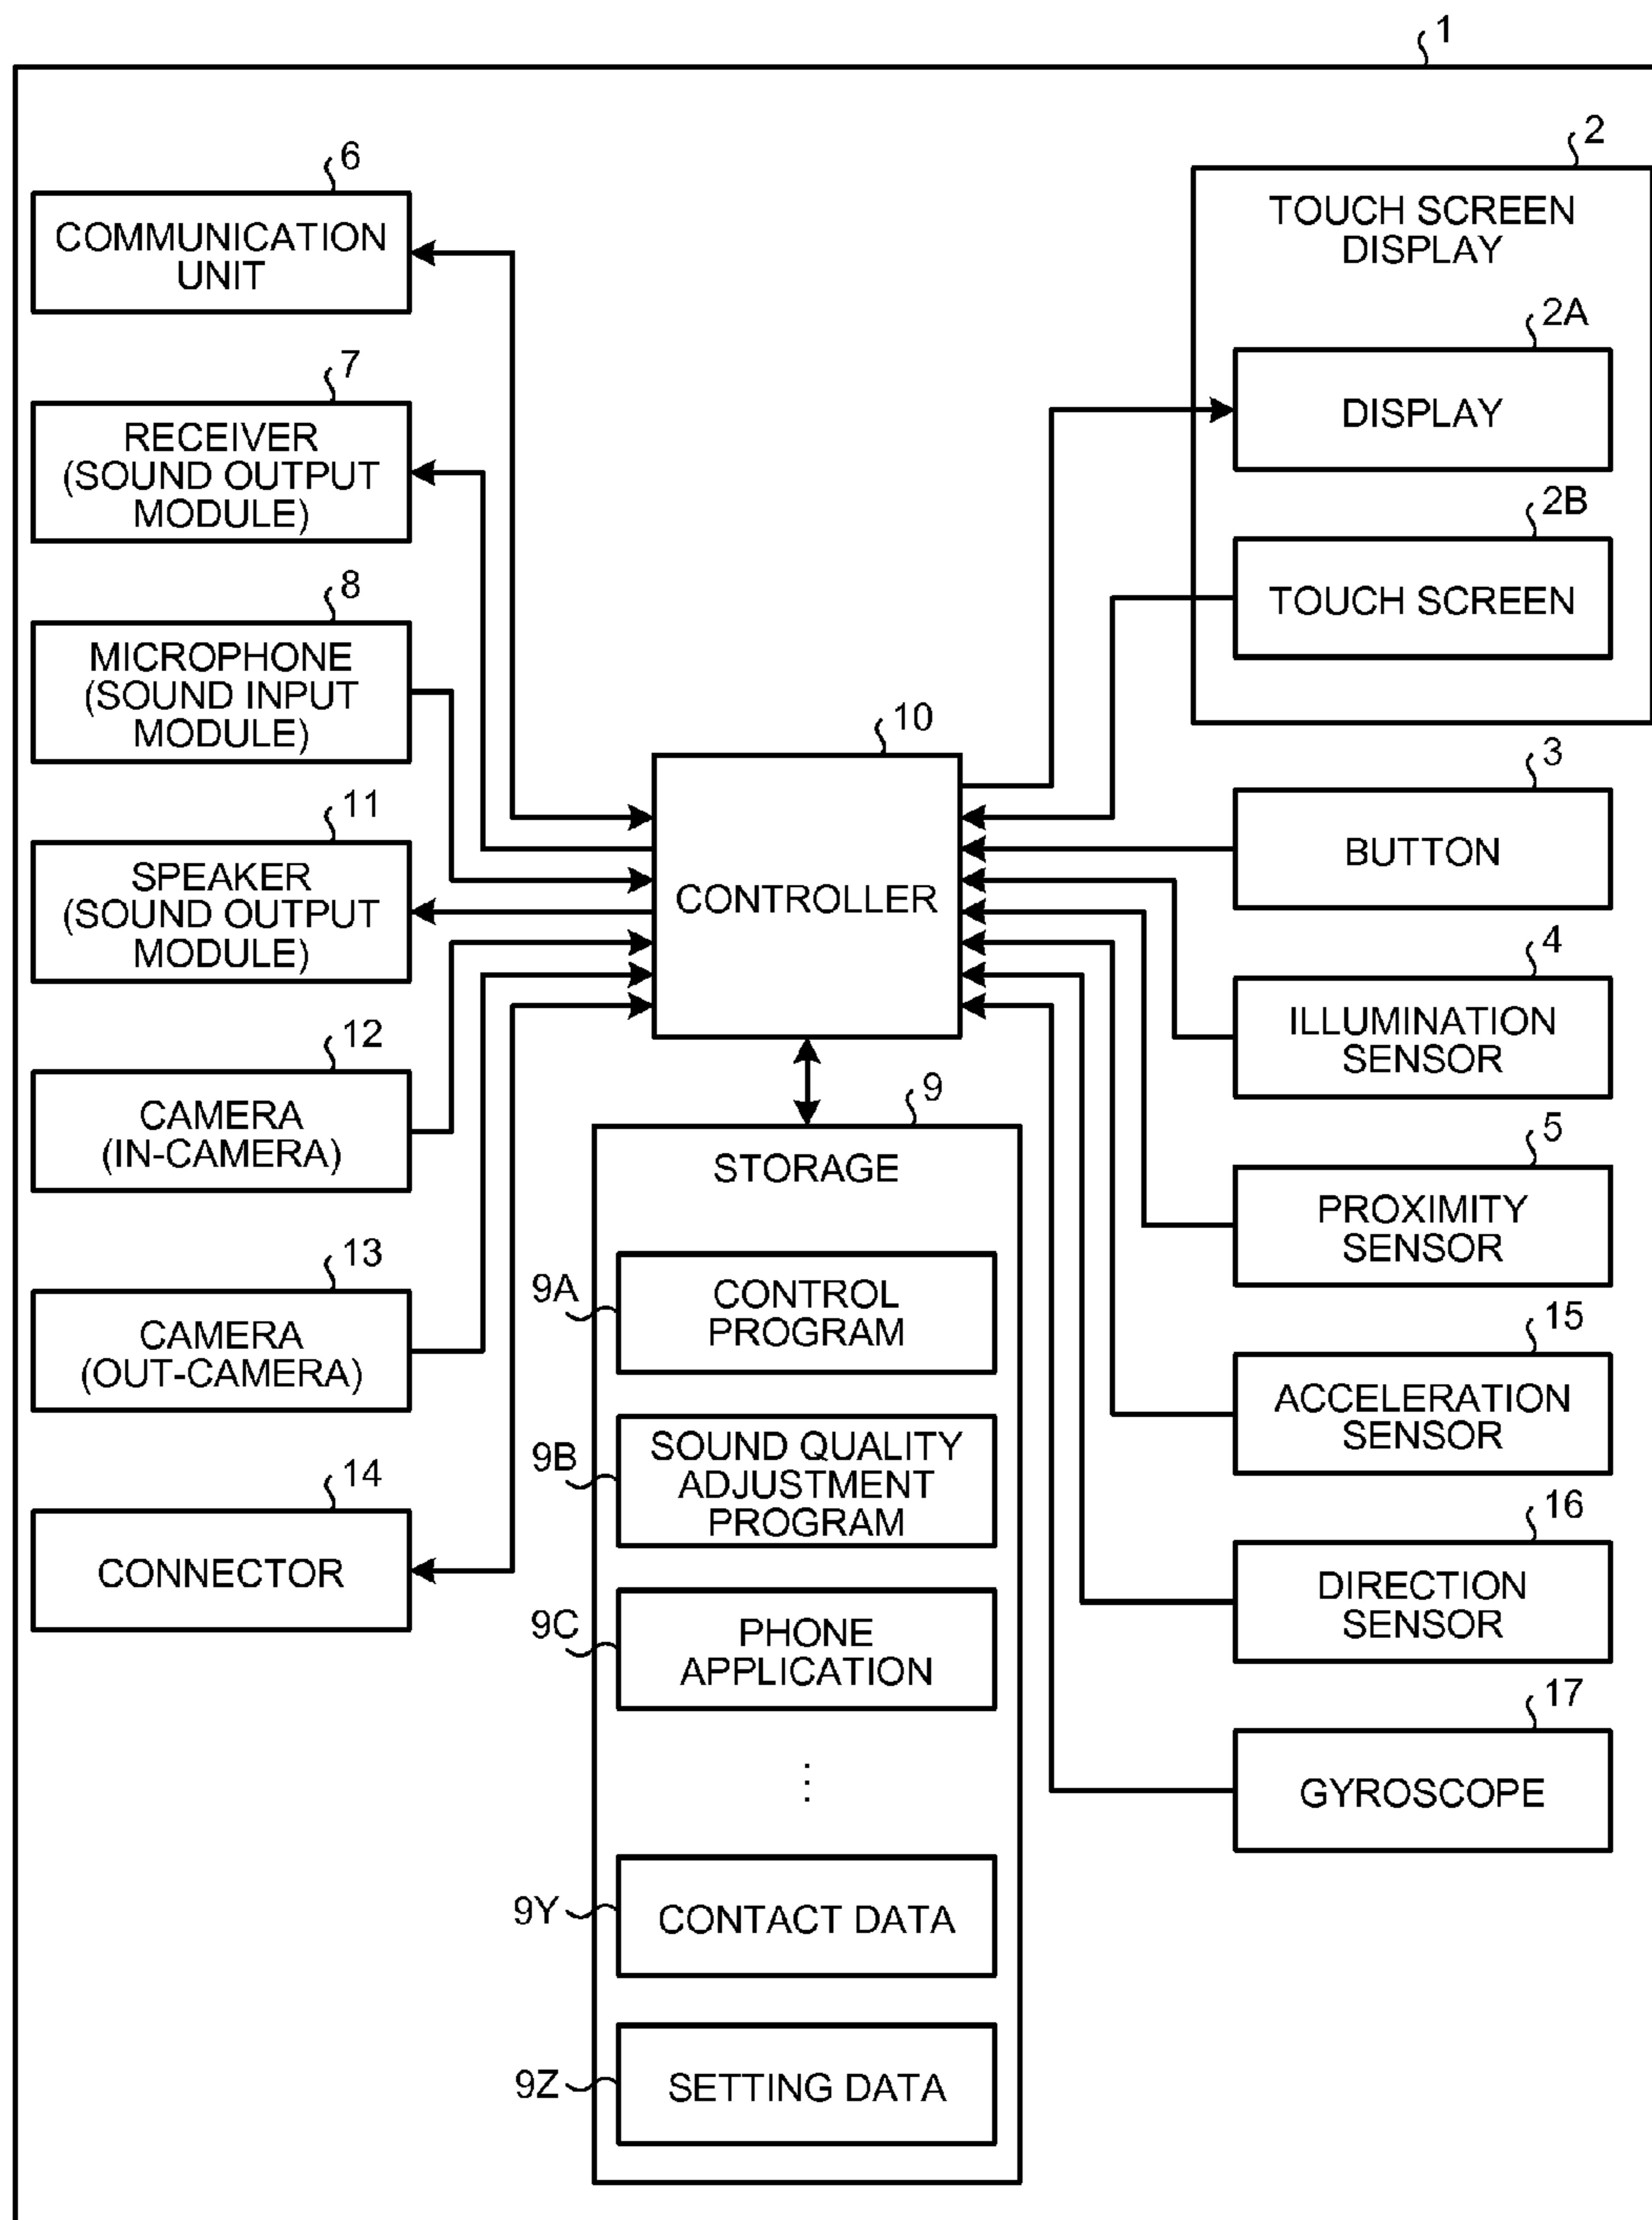 1
6
COMMUNICATION
UNIT
7
RECEIVER
(SOUND OUTPUT
MODULE)
8
MICROPHONE
(SOUND INPUT
MODULE)
11
SPEAKER
(SOUND OUTPUT
MODULE)
12
CAMERA
(IN-CAMERA)
13
CAMERA
(OUT-CAMERA)
14
CONNECTOR
10
CONTROLLER
9
STORAGE
9A
CONTROL
PROGRAM
9B
SOUND QUALITY
ADJUSTMENT
PROGRAM
9C
PHONE
APPLICATION
⋮
9Y
CONTACT DATA
9Z
SETTING DATA
2
TOUCH SCREEN
DISPLAY
2A
DISPLAY
2B
TOUCH SCREEN
3
BUTTON
4
ILLUMINATION
SENSOR
5
PROXIMITY
SENSOR
15
ACCELERATION
SENSOR
16
DIRECTION
SENSOR
17
GYROSCOPE